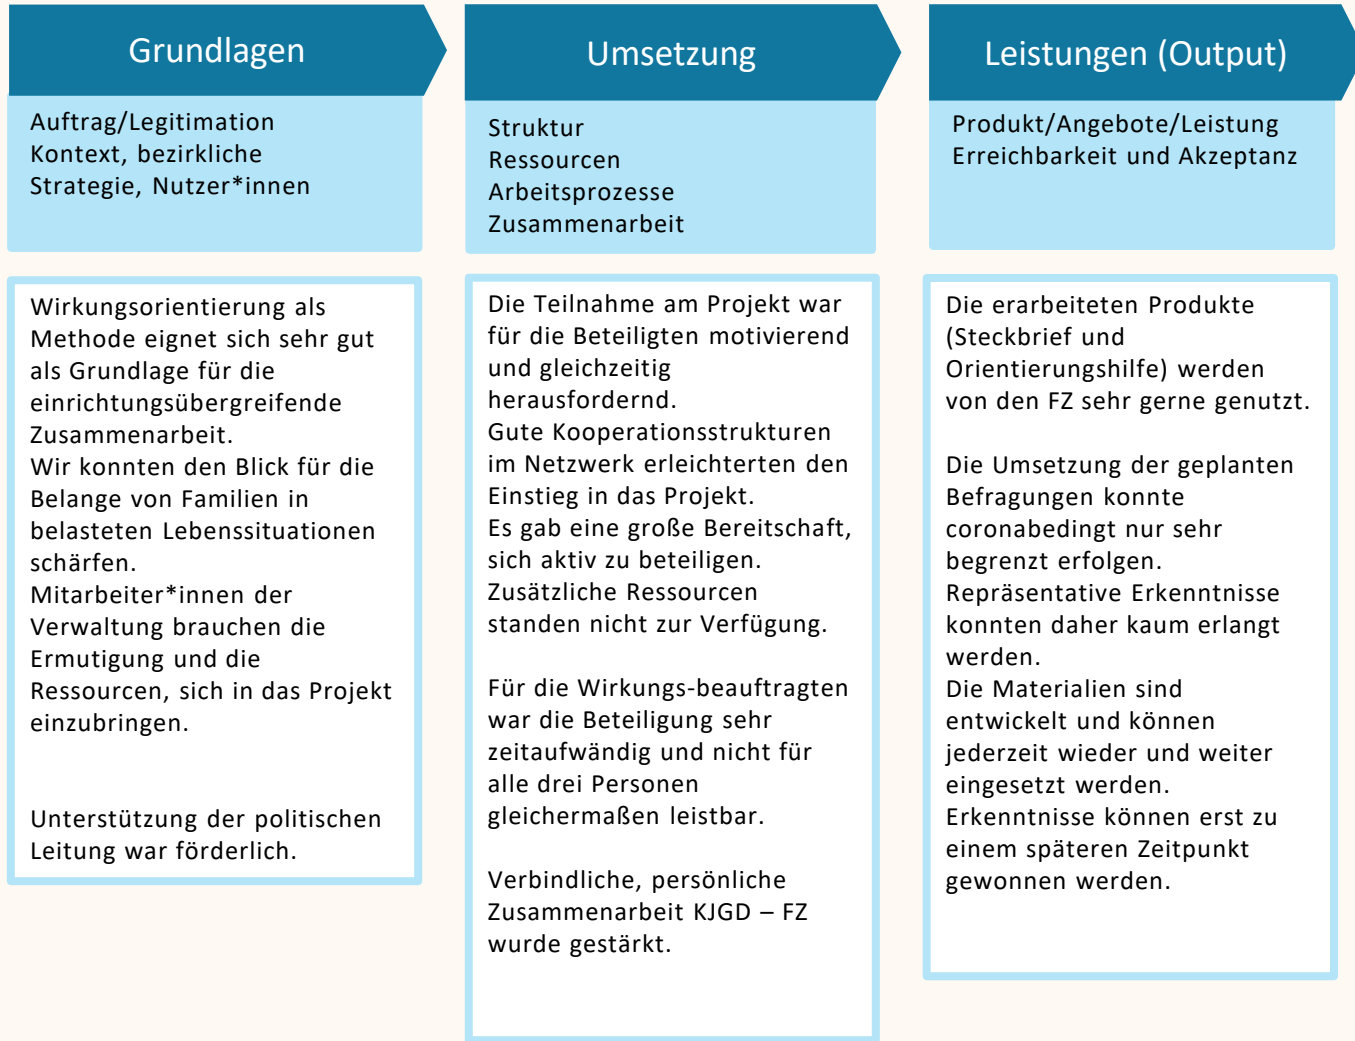 Grundlagen
Auftrag/Legitimation
Kontext, bezirkliche
Strategie, Nutzer*innen
Wirkungsorientierung als
Methode eignet sich sehr gut
als Grundlage für die
einrichtungsübergreifende
Zusammenarbeit.
Wir konnten den Blick für die
Belange von Familien in
belasteten Lebenssituationen
schärfen.
Mitarbeiter*innen der
Verwaltung brauchen die
Ermutigung und die
Ressourcen, sich in das Projekt
einzubringen.
Unterstützung der politischen
Leitung war förderlich.
Umsetzung
Struktur
Ressourcen
Arbeitsprozesse
Zusammenarbeit
Die Teilnahme am Projekt war
für die Beteiligten motivierend
und gleichzeitig
herausfordernd.
Gute Kooperationsstrukturen
im Netzwerk erleichterten den
Einstieg in das Projekt.
Es gab eine große Bereitschaft,
sich aktiv zu beteiligen.
Zusätzliche Ressourcen
standen nicht zur Verfügung.
Für die Wirkungs-beauftragten
war die Beteiligung sehr
zeitaufwändig und nicht für
alle drei Personen
gleichermaßen leistbar.
Verbindliche, persönliche
Zusammenarbeit KJGD – FZ
wurde gestärkt.
Leistungen (Output)
Produkt/Angebote/Leistung
Erreichbarkeit und Akzeptanz
Die erarbeiteten Produkte
(Steckbrief und
Orientierungshilfe) werden
von den FZ sehr gerne genutzt.
Die Umsetzung der geplanten
Befragungen konnte
coronabedingt nur sehr
begrenzt erfolgen.
Repräsentative Erkenntnisse
konnten daher kaum erlangt
werden.
Die Materialien sind
entwickelt und können
jederzeit wieder und weiter
eingesetzt werden.
Erkenntnisse können erst zu
einem späteren Zeitpunkt
gewonnen werden.